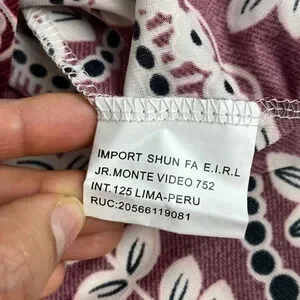 IMPORT SHUN FA E.I.R.L
JR.MONTE VIDEO 752
INT.125 LIMA-PERU
RUC:20566119081